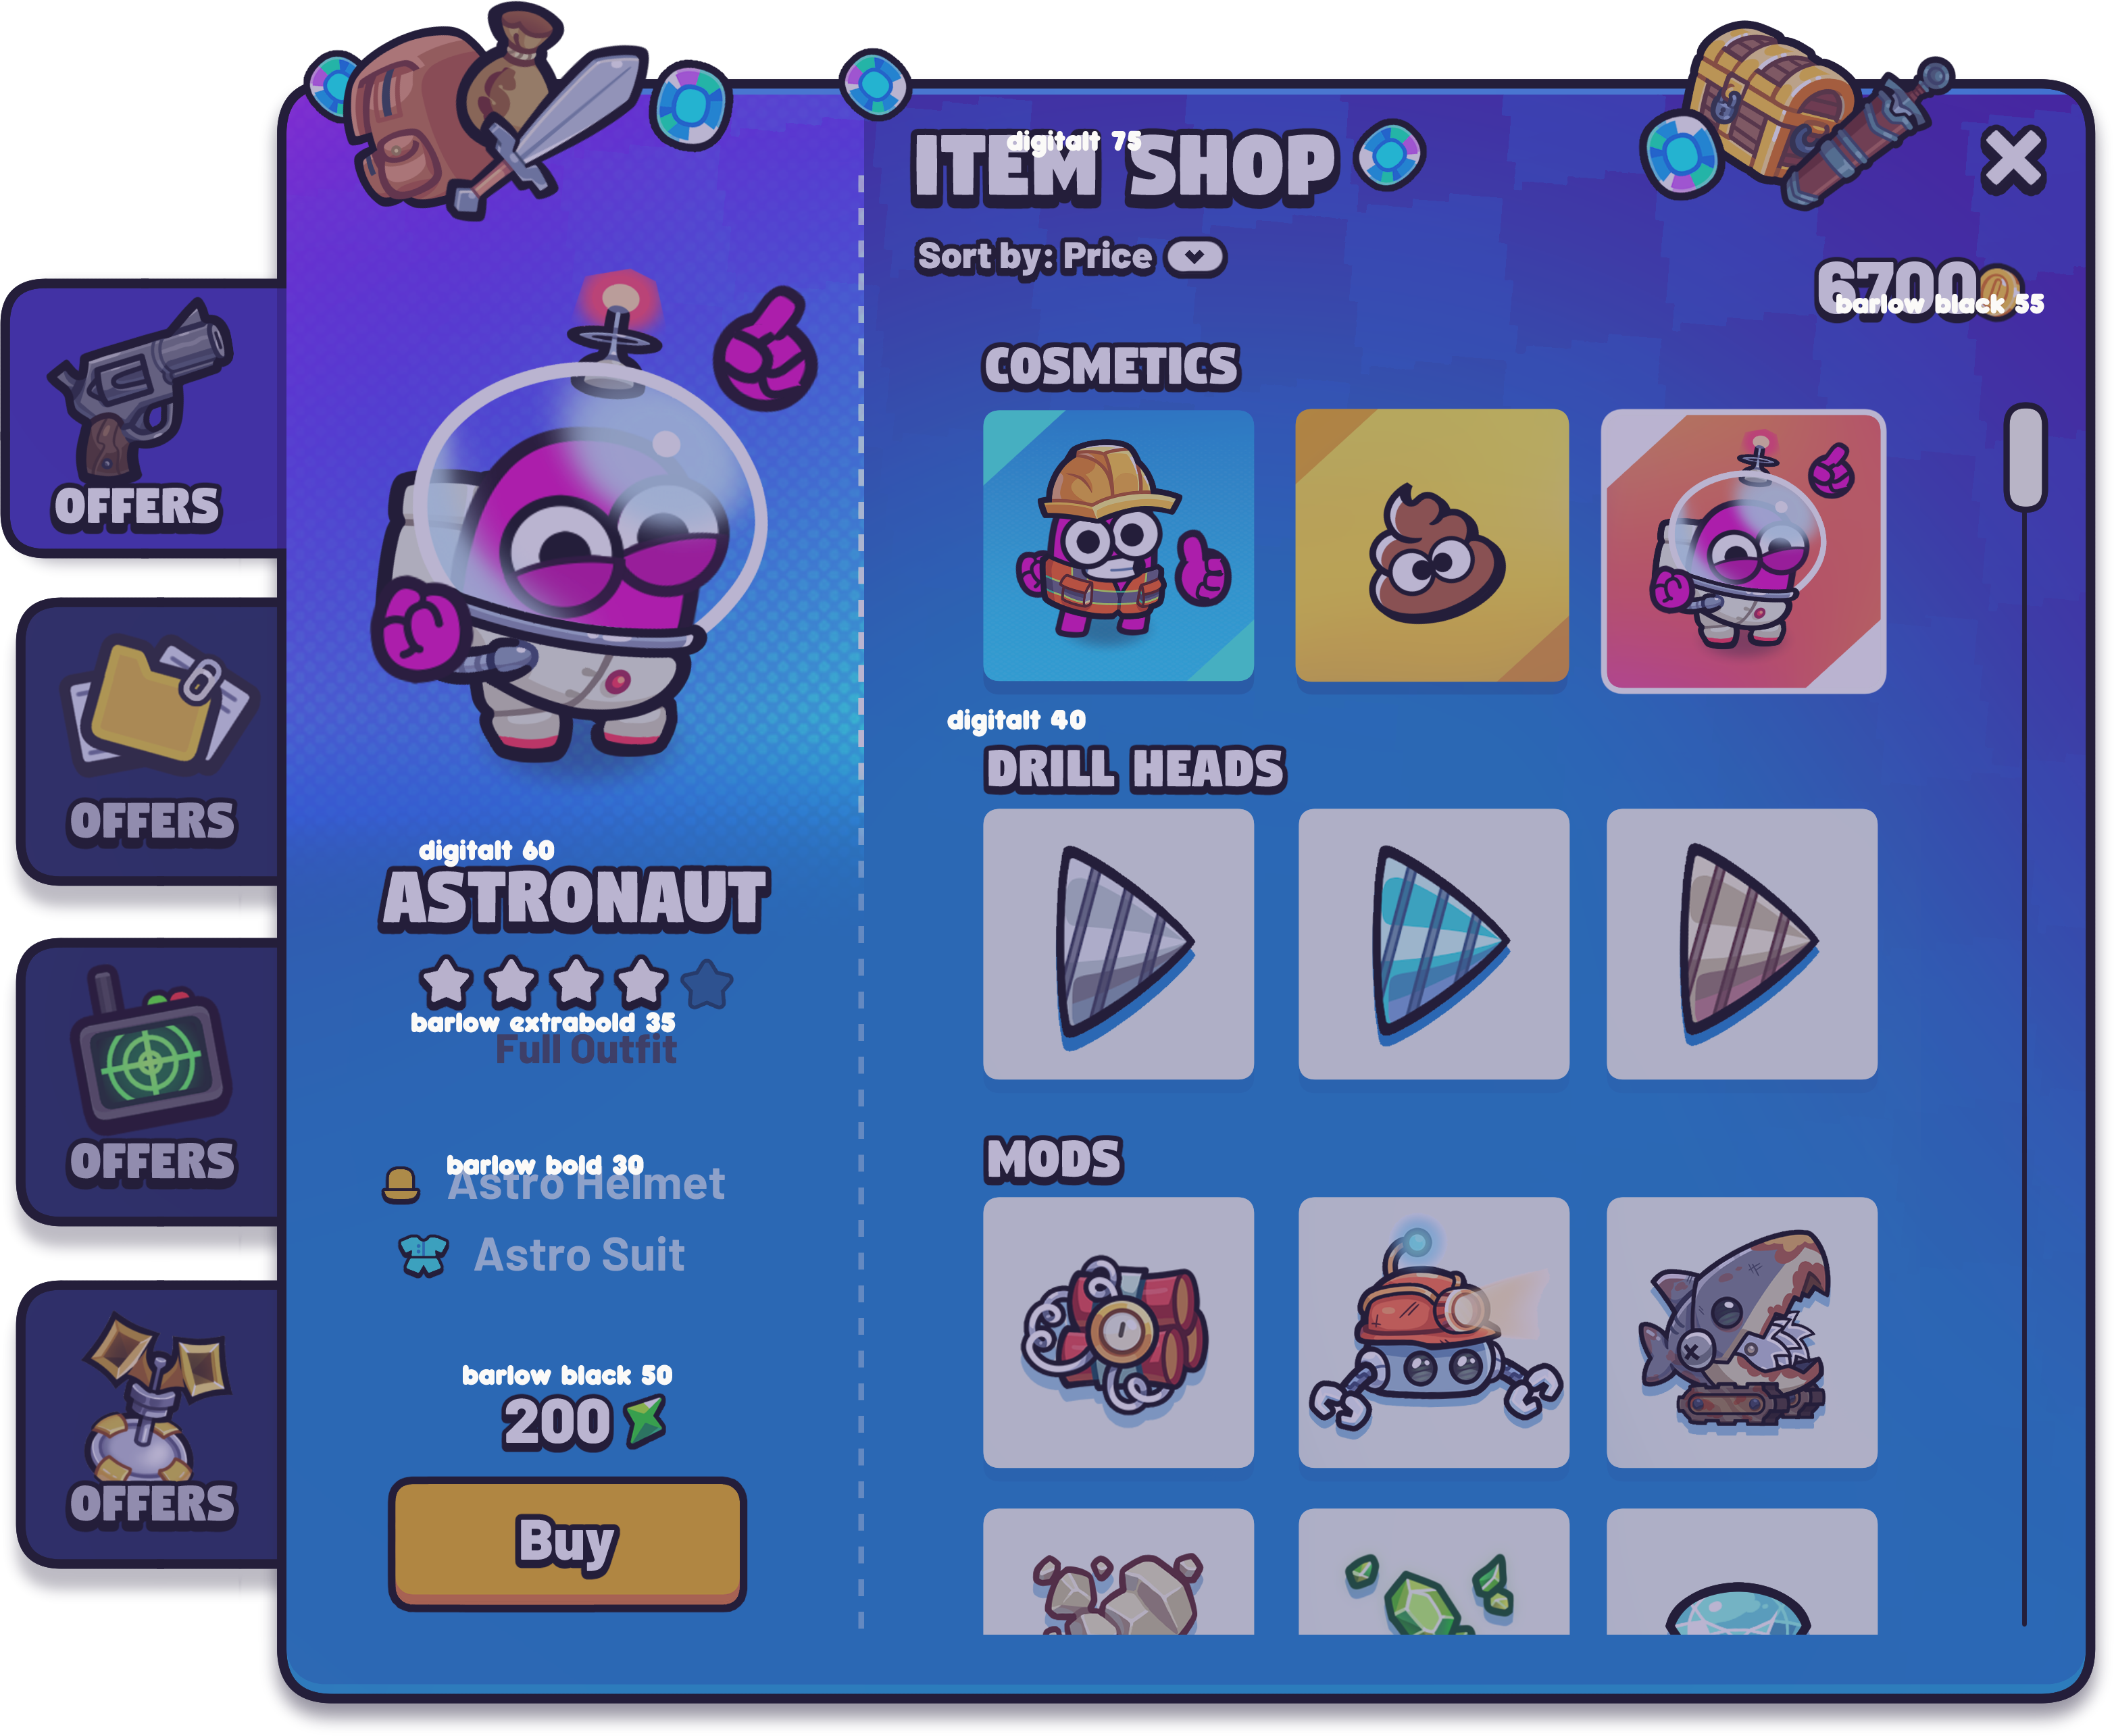 digitalt 75
ITEM SHOP
Sort by: Price
6700
barlow black 55
COSMETICS
OFFERS
digitalt 40
DRILL HEADS
OFFERS
digitalt 60
ASTRONAUT
barlow extrabold 35
Full Outfit
MODS
OFFERS
barlow bold 30
Astro Helmet
Astro Suit
barlow black 50
200
OFFERS
Buy